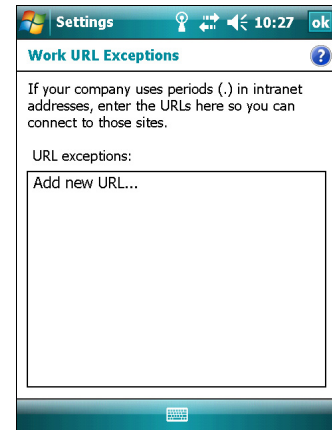 Settings 10:27 ok
Work URL Exceptions ?
If your company uses periods (.) in intranet
addresses, enter the URLs here so you can
connect to those sites.
URL exceptions:
Add new URL...